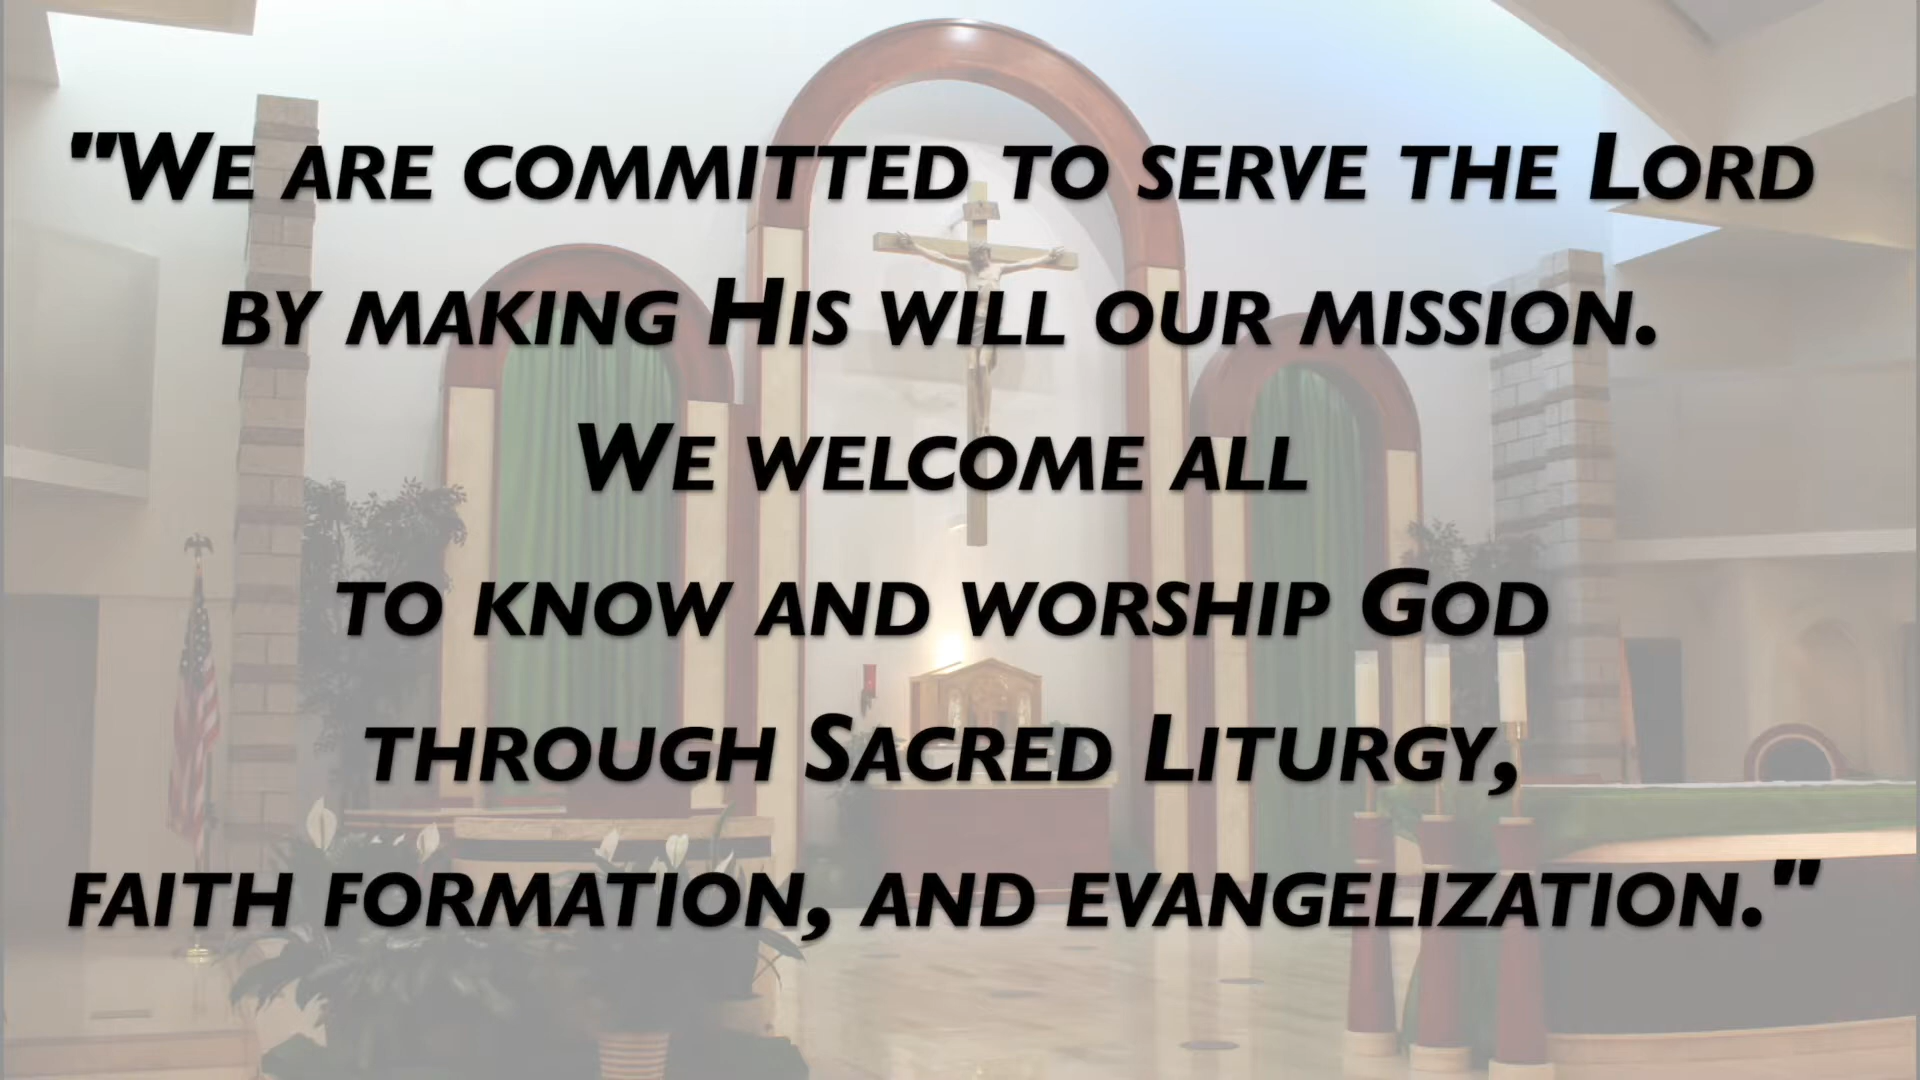 "We are committed to serve the Lord
by making His will our mission.
We welcome all
to know and worship God
through Sacred Liturgy,
faith formation, and evangelization."